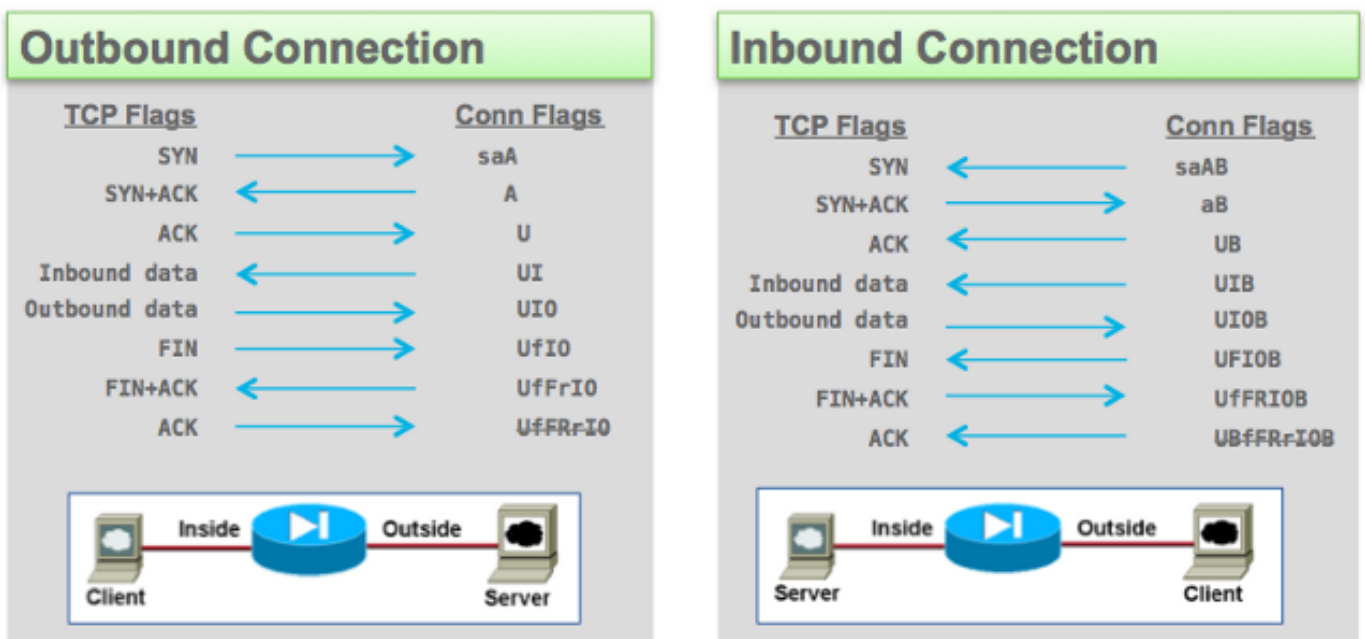 Outbound Connection
TCP Flags Conn Flags
SYN saA
SYN+ACK A
ACK U
Inbound data UI
Outbound data UIO
FIN UfIO
FIN+ACK UfFrIO
ACK UfFRrIO
Inside Outside
Client Server
Inbound Connection
TCP Flags Conn Flags
SYN saAB
SYN+ACK aB
ACK UB
Inbound data UIB
Outbound data UIOB
FIN UFIOB
FIN+ACK UfFRIOB
ACK UBfFRrIOB
Inside Outside
Server Client